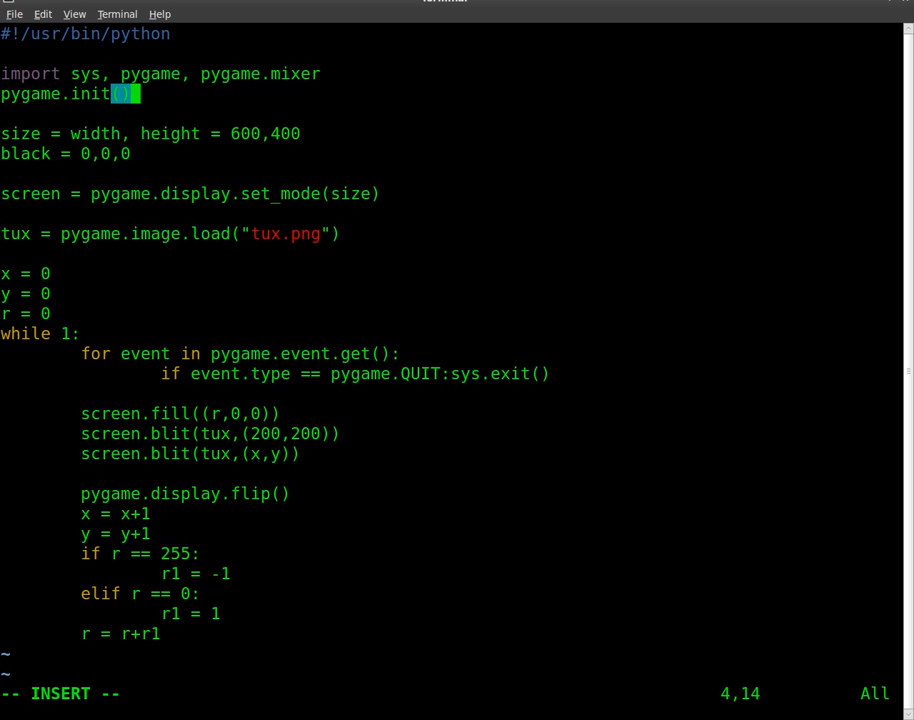 File Edit View Terminal Help
#!/usr/bin/python
import sys, pygame, pygame.mixer
pygame.init()
size = width, height = 600,400
black = 0,0,0
screen = pygame.display.set_mode(size)
tux = pygame.image.load("tux.png")
x = 0
y = 0
r = 0
while 1:
        for event in pygame.event.get():
                if event.type == pygame.QUIT:sys.exit()
        screen.fill((r,0,0))
        screen.blit(tux,(200,200))
        screen.blit(tux,(x,y))
        pygame.display.flip()
        x = x+1
        y = y+1
        if r == 255:
                r1 = -1
        elif r == 0:
                r1 = 1
        r = r+r1
~
~
-- INSERT -- 4,14 All